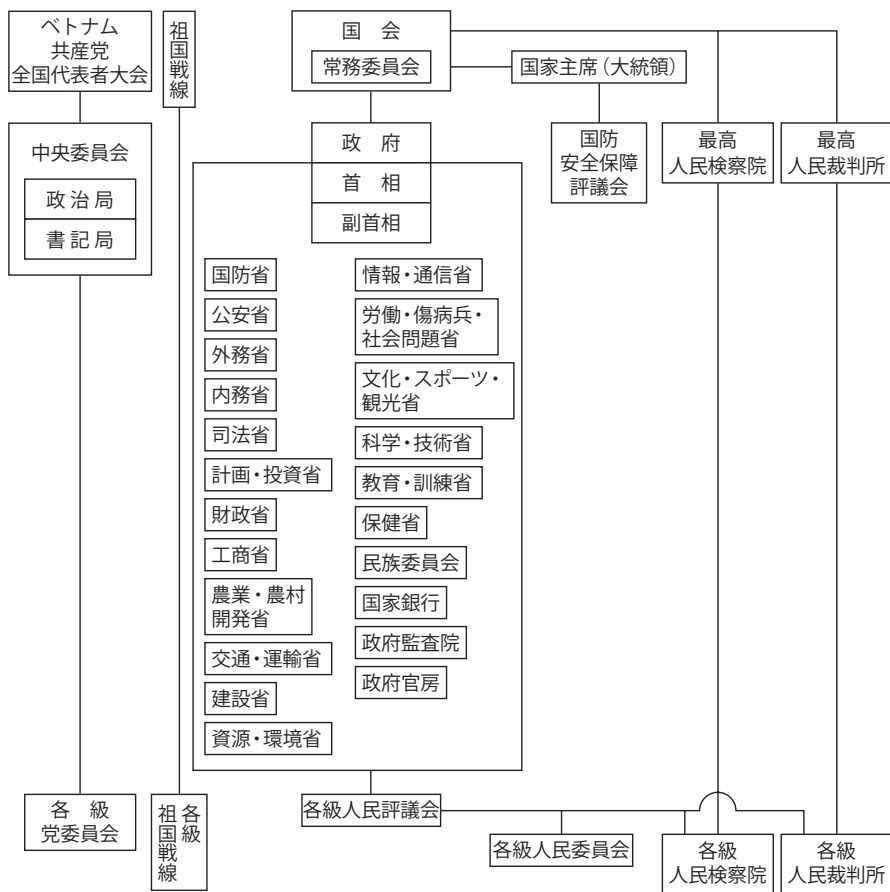 ベトナム
共産党
全国代表者大会
中央委員会
政治局
書記局
各 級
党委員会
祖国戦線
各級
祖国戦線
国 会
常務委員会
国家主席（大統領）
国防
安全保障
評議会
最高
人民検察院
最高
人民裁判所
政 府
首 相
副首相
国防省
公安省
外務省
内務省
司法省
計画・投資省
財政省
工商省
農業・農村
開発省
交通・運輸省
建設省
資源・環境省
情報・通信省
労働・傷病兵・
社会問題省
文化・スポーツ・
観光省
科学・技術省
教育・訓練省
保健省
民族委員会
国家銀行
政府監査院
政府官房
各級人民評議会
各級人民委員会
各級
人民検察院
各級
人民裁判所